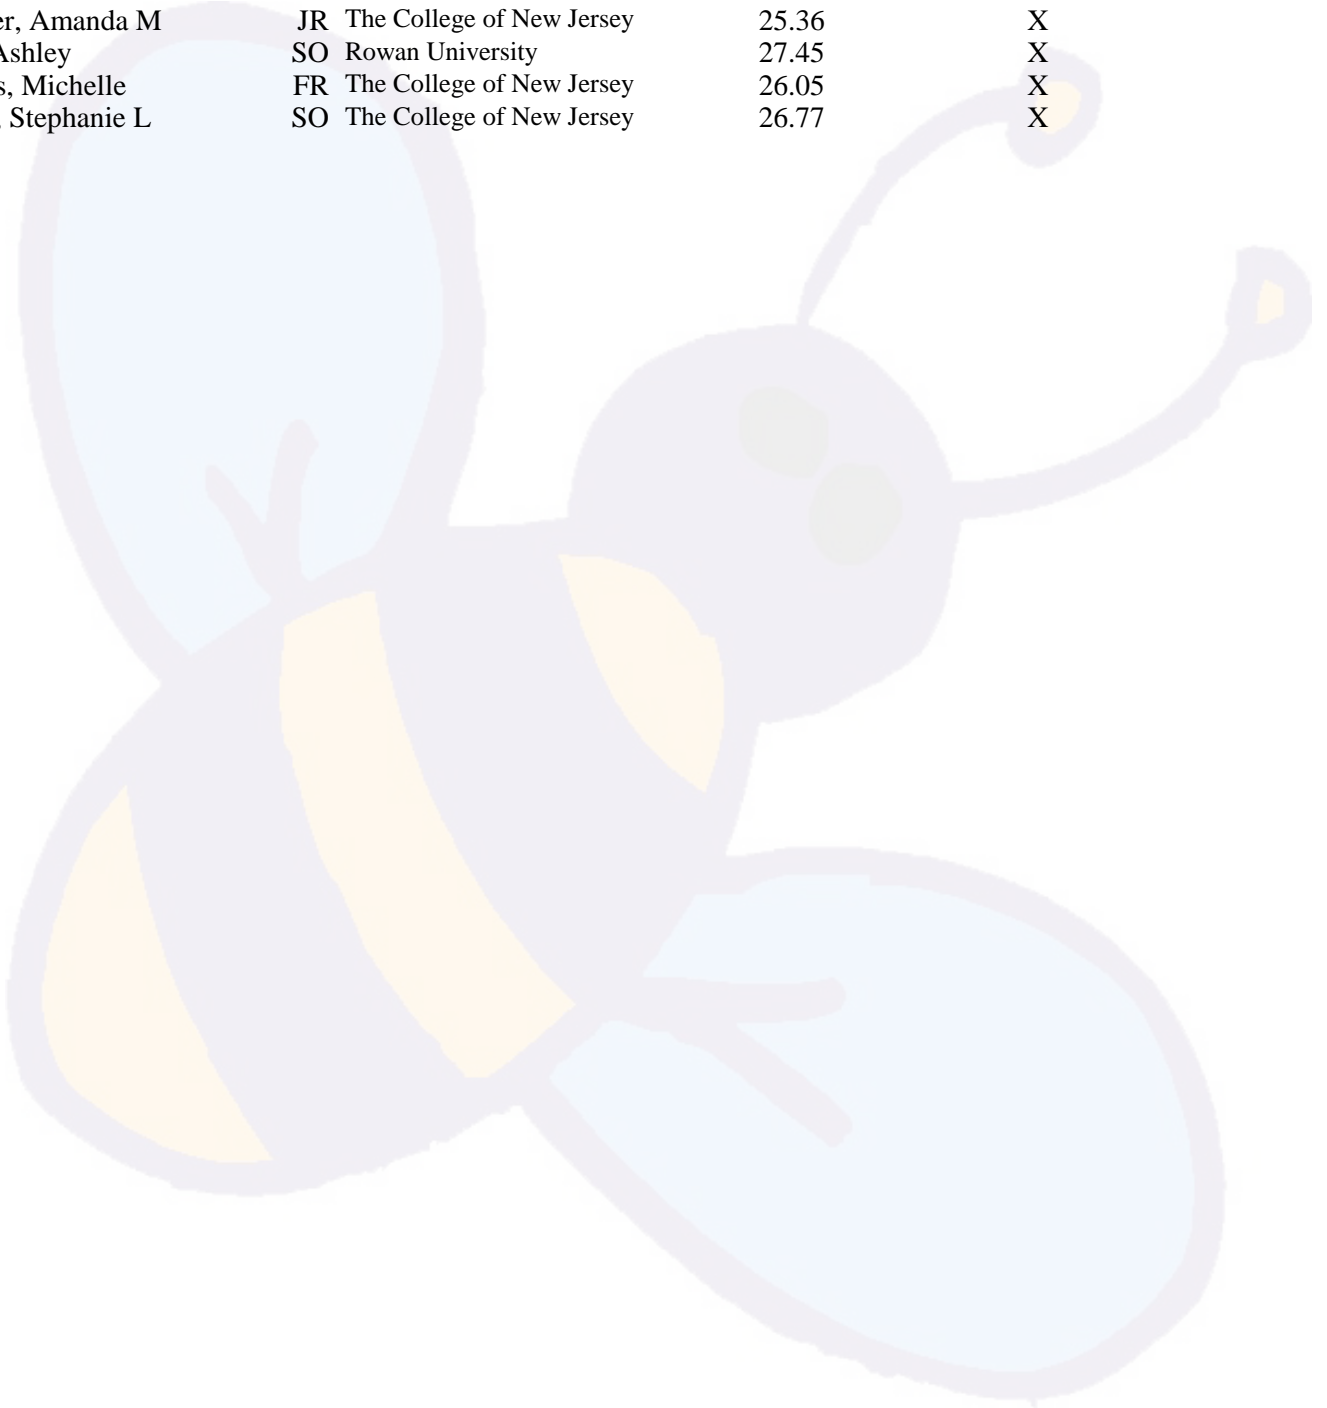 er, Amanda M JR The College of New Jersey 25.36 X
Ashley SO Rowan University 27.45 X
s, Michelle FR The College of New Jersey 26.05 X
, Stephanie L SO The College of New Jersey 26.77 X